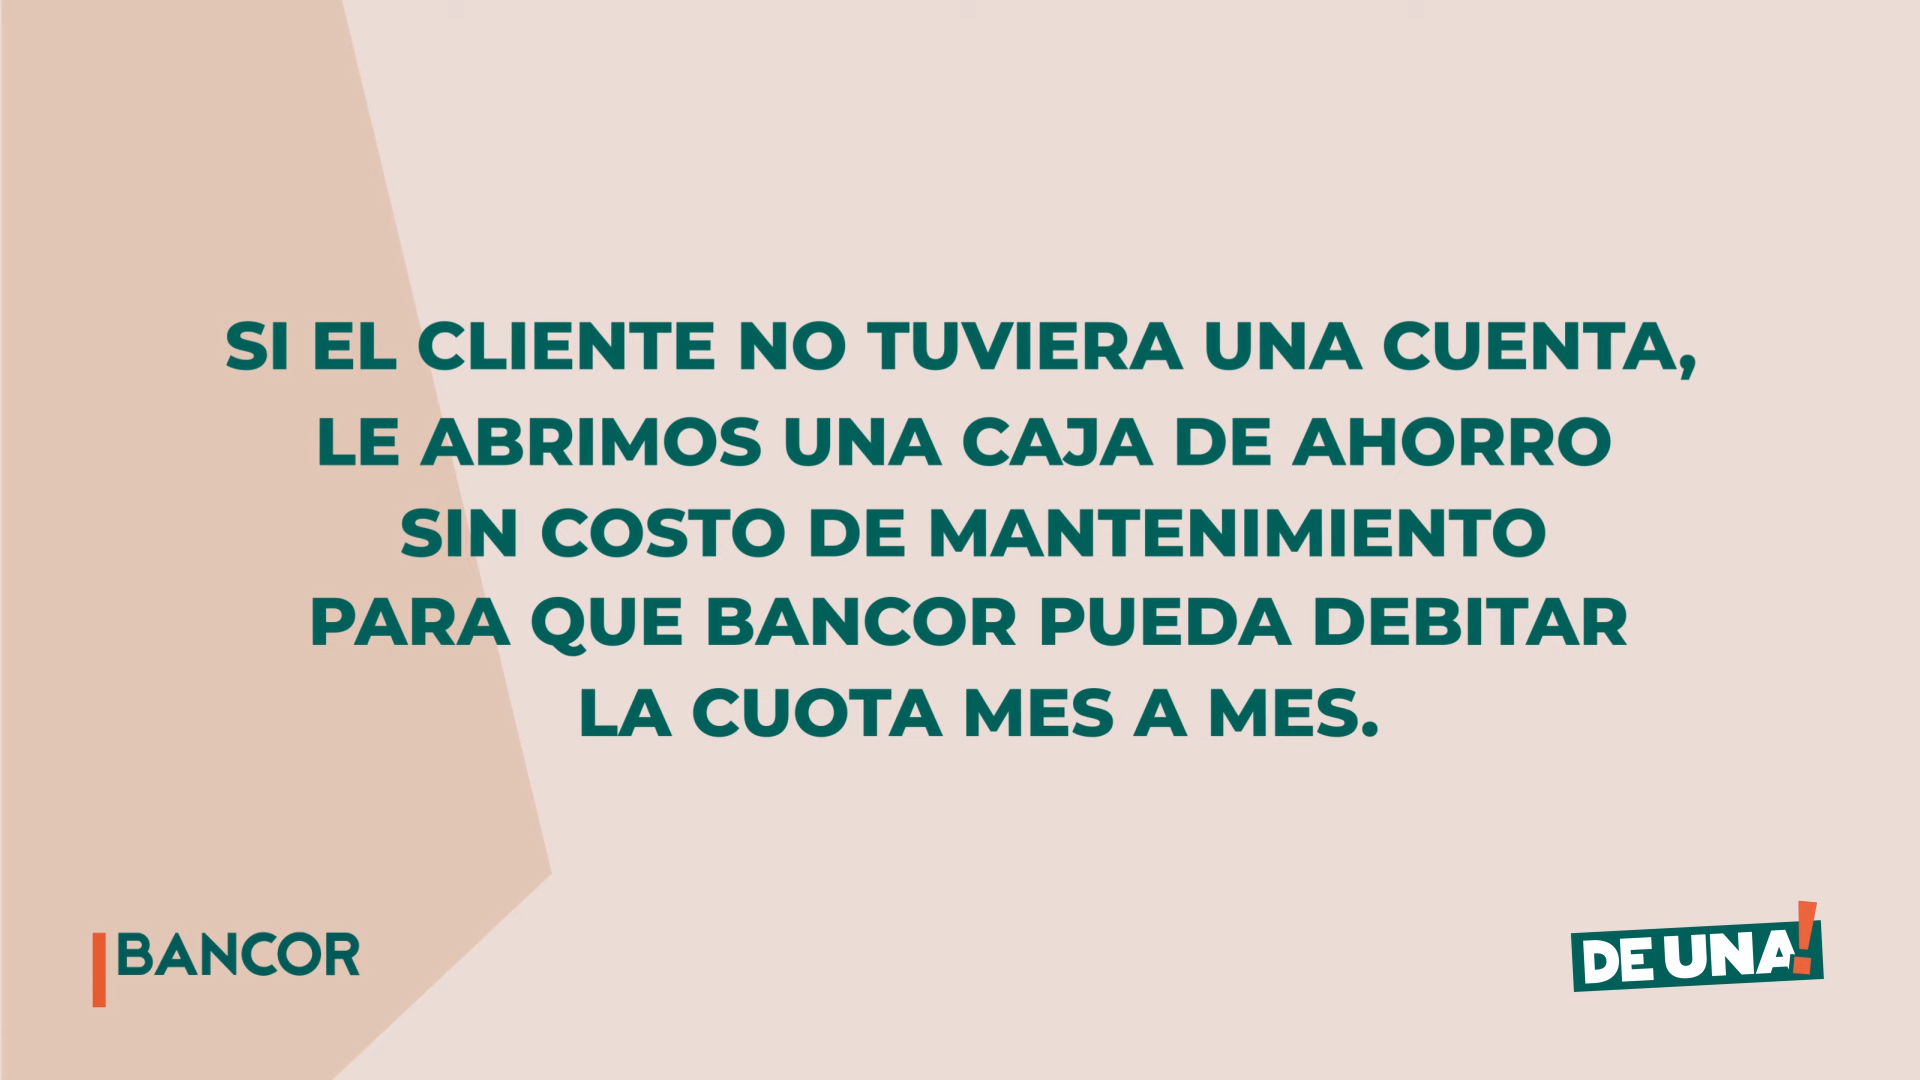 SI EL CLIENTE NO TUVIERA UNA CUENTA,
LE ABRIMOS UNA CAJA DE AHORRO
SIN COSTO DE MANTENIMIENTO
PARA QUE BANCOR PUEDA DEBITAR
LA CUOTA MES A MES.
BANCOR
DE UNA!